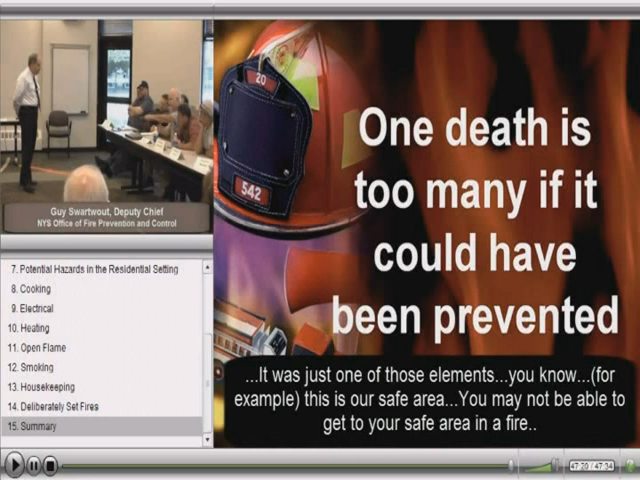 Guy Swartwout, Deputy Chief
NYS Office of Fire Prevention and Control
7. Potential Hazards in the Residential Setting
8. Cooking
9. Electrical
10. Heating
11. Open Flame
12. Smoking
13. Housekeeping
14. Deliberately Set Fires
15. Summary
20
542
One death is
too many if it
could have
been prevented
...It was just one of those elements...you know...(for
example) this is our safe area...You may not be able to
get to your safe area in a fire..